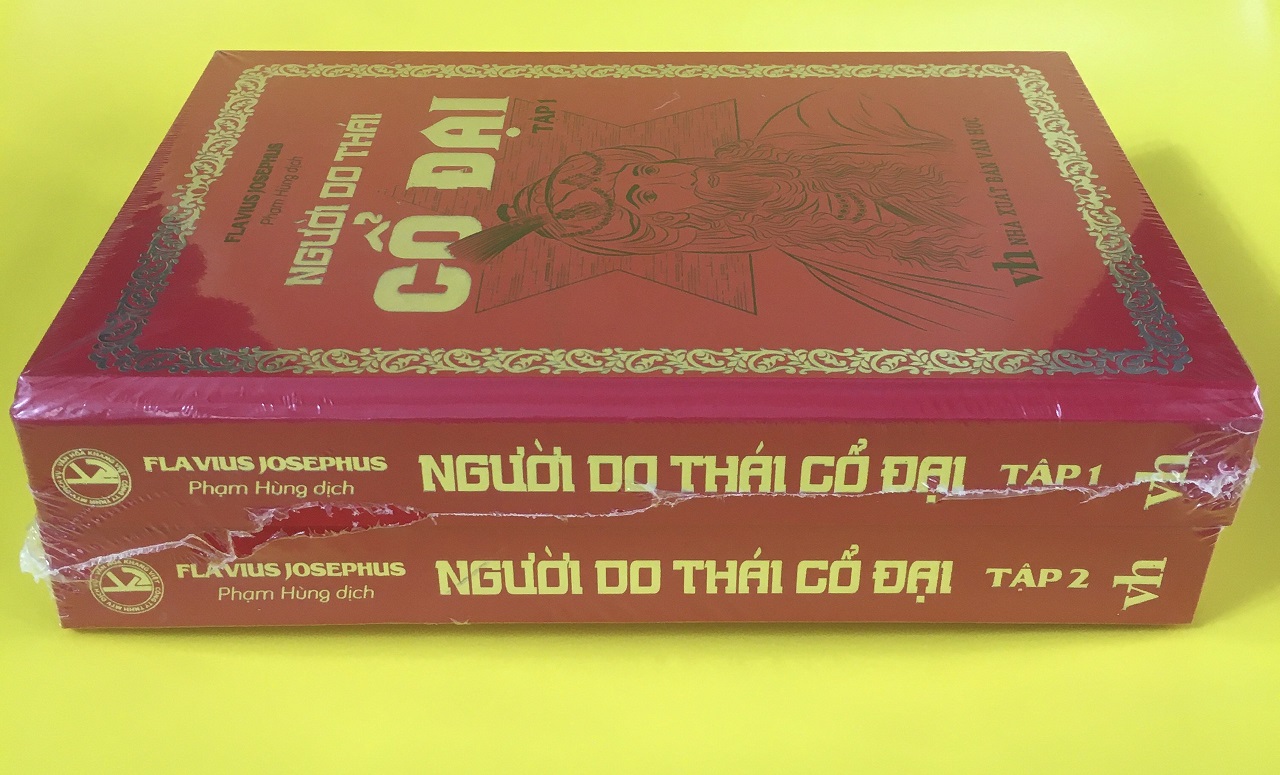 FLAVIUS JOSEPHUS
Phạm Hùng dịch
NGƯỜI DO THÁI
CỔ ĐẠI
TẬP 1
vh NHÀ XUẤT BẢN VĂN HỌC
FLAVIUS JOSEPHUS
Phạm Hùng dịch
NGƯỜI DO THÁI CỔ ĐẠI
TẬP 1
vh
FLAVIUS JOSEPHUS
Phạm Hùng dịch
NGƯỜI DO THÁI CỔ ĐẠI
TẬP 2
vh